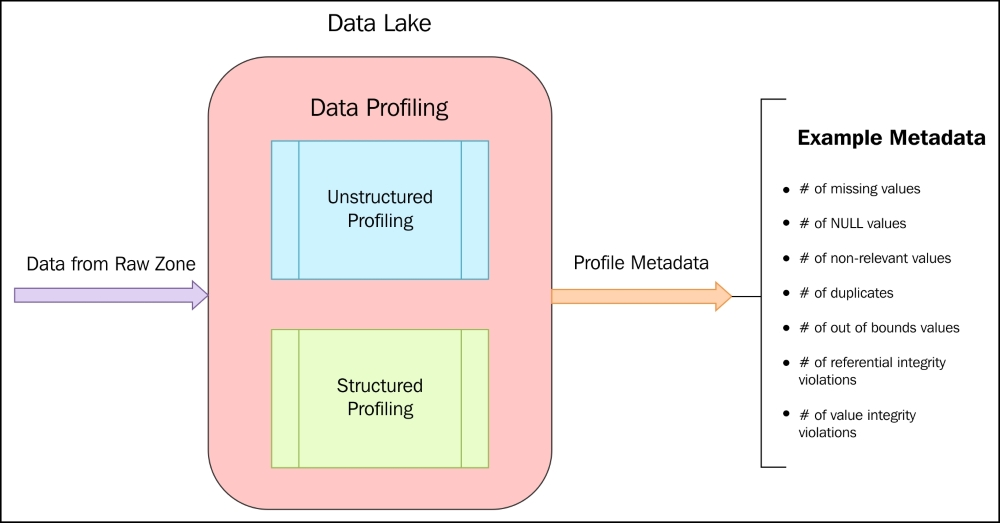 Data Lake
Data Profiling
Unstructured
Profiling
Structured
Profiling
Data from Raw Zone
Profile Metadata
Example Metadata
• # of missing values
• # of NULL values
• # of non-relevant values
• # of duplicates
• # of out of bounds values
• # of referential integrity
violations
• # of value integrity
violations